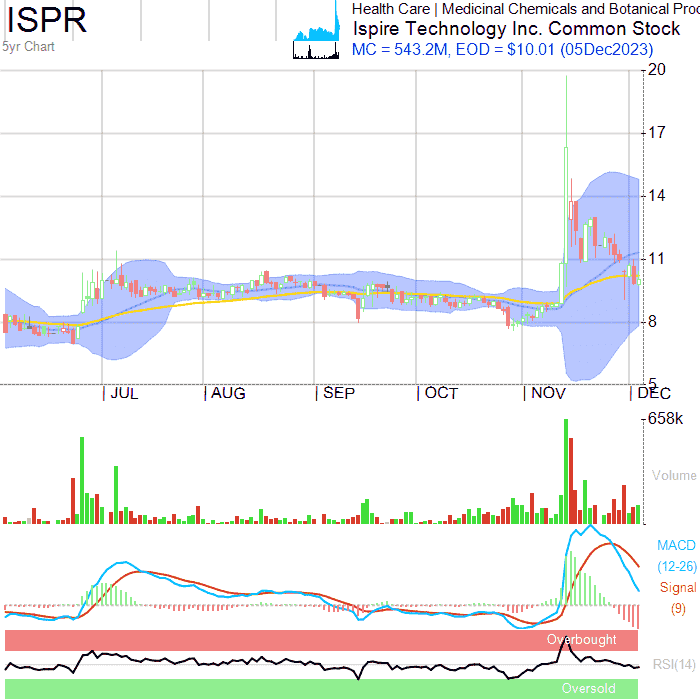 ISPR
5yr Chart
Health Care | Medicinal Chemicals and Botanical Proc
Ispire Technology Inc. Common Stock
MC = 543.2M, EOD = $10.01 (05Dec2023)
20
17
14
11
8
5
JUL AUG SEP OCT NOV DEC
658k
Volume
MACD
(12-26)
Signal
(9)
Overbought
RSI(14)
Oversold